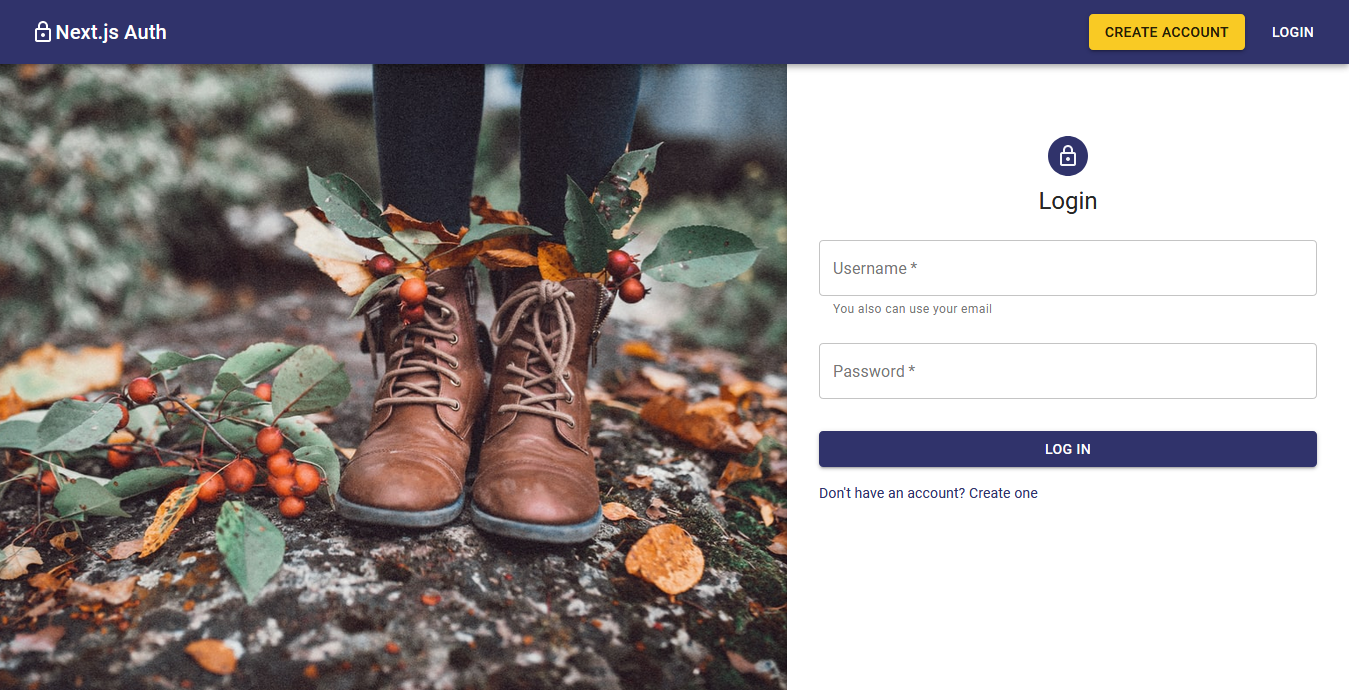 Next.js Auth
CREATE ACCOUNT
LOGIN
Login
Username *
You also can use your email
Password *
LOG IN
Don't have an account? Create one